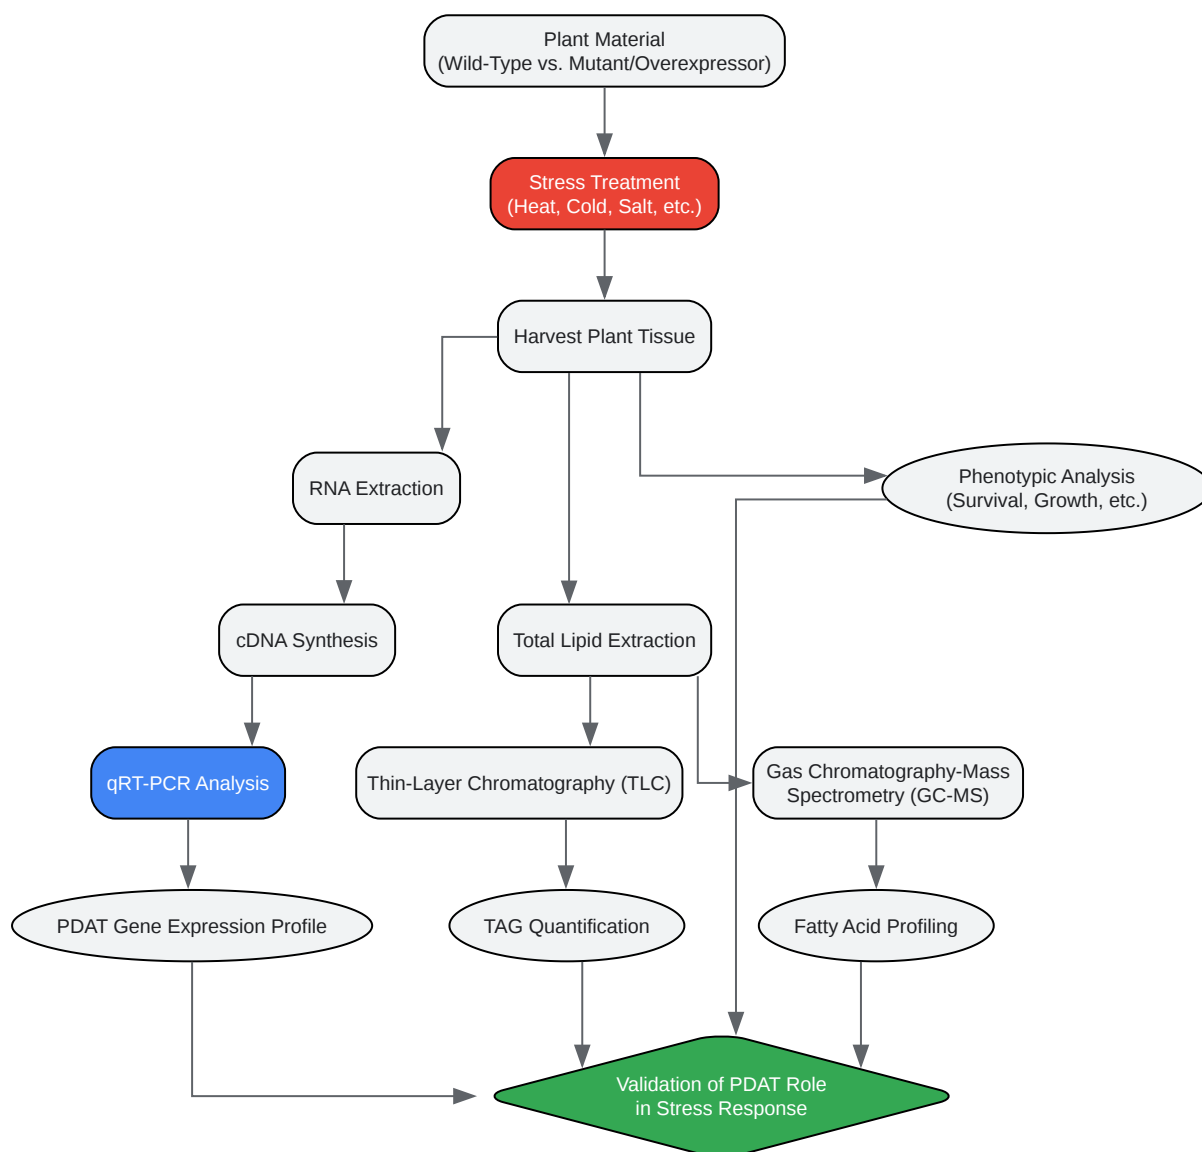 Plant Material
(Wild-Type vs. Mutant/Overexpressor)
Stress Treatment
(Heat, Cold, Salt, etc.)
Harvest Plant Tissue
RNA Extraction
Phenotypic Analysis
(Survival, Growth, etc.)
cDNA Synthesis
Total Lipid Extraction
qRT-PCR Analysis
Thin-Layer Chromatography (TLC)
Gas Chromatography-Mass
Spectrometry (GC-MS)
PDAT Gene Expression Profile
TAG Quantification
Fatty Acid Profiling
Validation of PDAT Role
in Stress Response